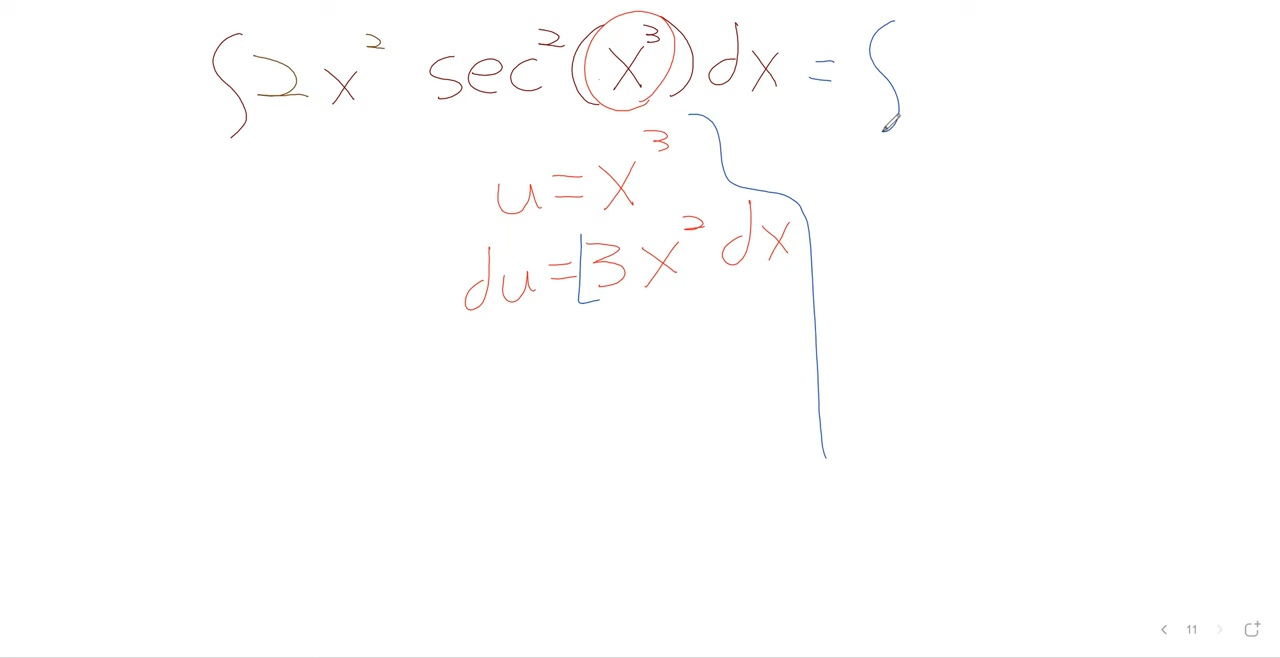 ∫ 2x² sec² (x³) dx = ∫
u = x³
du = [3x² dx
11